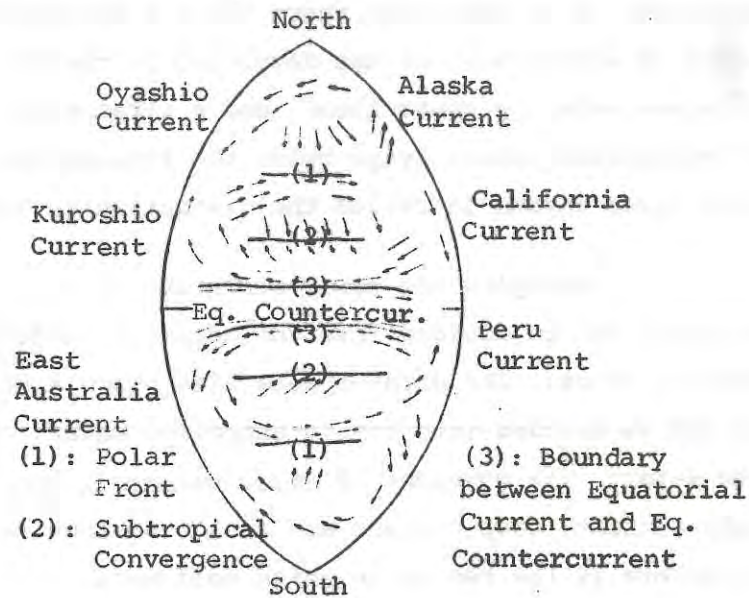 North
Oyashio
Current
Alaska
Current
(1)
Kuroshio
Current
(2)
California
Current
(3)
Eq. Countercur.
(3)
Peru
Current
East
Australia
Current
(2)
(1)
(1): Polar
Front
(2): Subtropical
Convergence
(3): Boundary
between Equatorial
Current and Eq.
Countercurrent
South